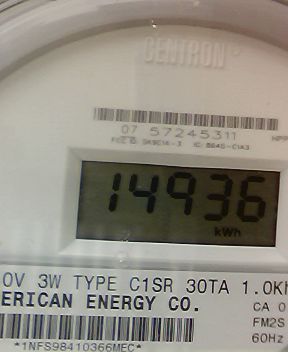 CENTRON
07 57245311
14936
kWh
0V 3W TYPE C1SR 30TA 1.0Kh
ERICAN ENERGY CO.
CA 0
FM2S
60Hz
*1NFS98410366MEC*